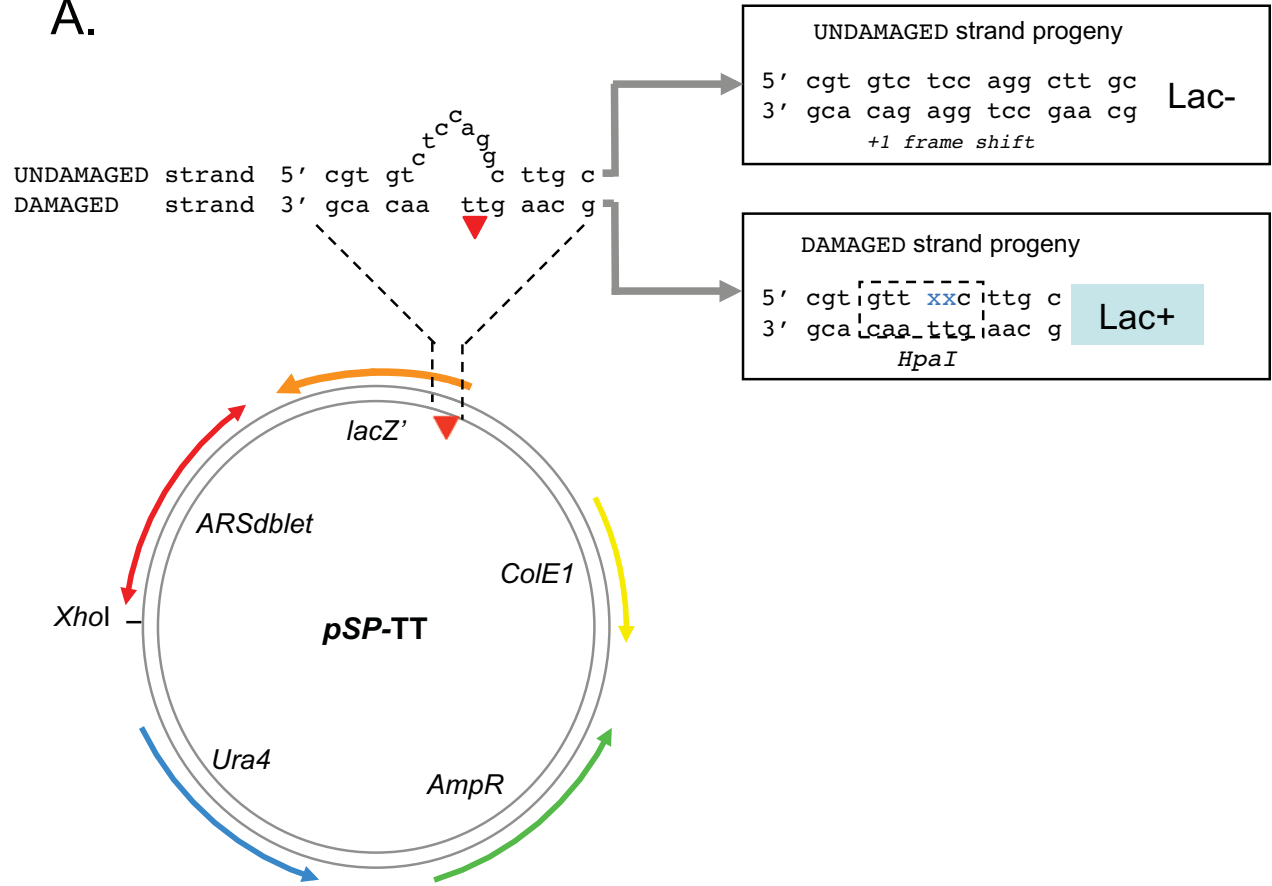 A.
UNDAMAGED strand 5' cgt gtctccaggc ttg c
DAMAGED strand 3' gca caa ttg aac g
UNDAMAGED strand progeny
5' cgt gtc tcc agg ctt gc
3' gca cag agg tcc gaa cg
Lac-
+1 frame shift
DAMAGED strand progeny
5' cgt gtt xxc ttg c
3' gca caa ttg aac g
Lac+
HpaI
lacZ'
ARSdblet
ColE1
XhoI
pSP-TT
Ura4
AmpR